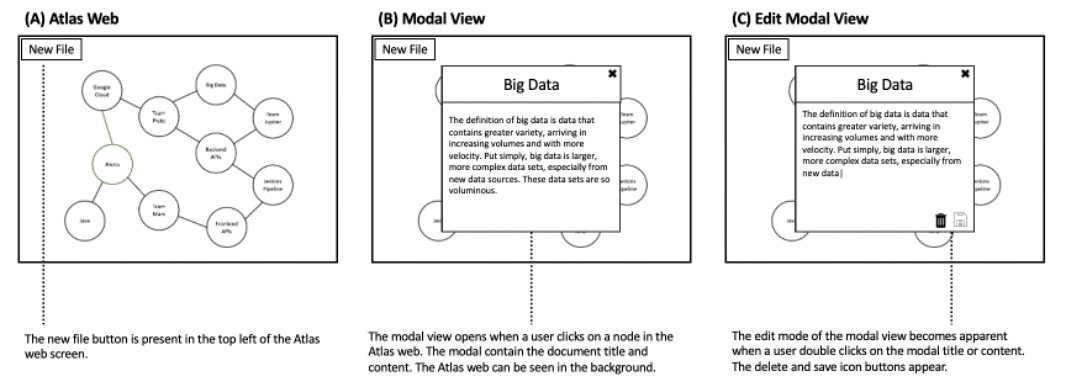 (A) Atlas Web
New File
Google
Cloud
Big Data
Team
Pluto
Team
Jupiter
Backend
APIs
Alerts
Jenkins
Pipeline
Team
Mars
Java
Frontend
APIs
The new file button is present in the top left of the Atlas
web screen.
(B) Modal View
New File
Big Data
The definition of big data is data that
contains greater variety, arriving in
increasing volumes and with more
velocity. Put simply, big data is larger,
more complex data sets, especially from
new data sources. These data sets are so
voluminous.
The modal view opens when a user clicks on a node in the
Atlas web. The modal contain the document title and
content. The Atlas web can be seen in the background.
(C) Edit Modal View
New File
Big Data
The definition of big data is data that
contains greater variety, arriving in
increasing volumes and with more
velocity. Put simply, big data is larger,
more complex data sets, especially from
new data
The edit mode of the modal view becomes apparent
when a user double clicks on the modal title or content.
The delete and save icon buttons appear.